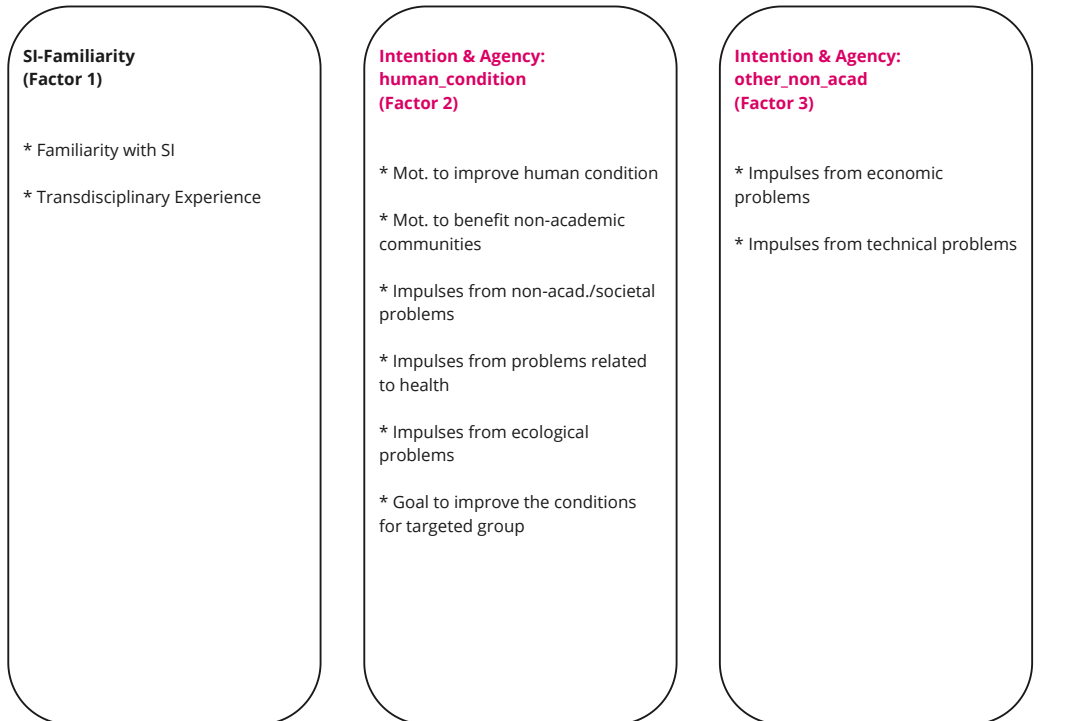 SI-Familiarity
(Factor 1)
* Familiarity with SI
* Transdisciplinary Experience
Intention & Agency:
human_condition
(Factor 2)
* Mot. to improve human condition
* Mot. to benefit non-academic
communities
* Impulses from non-acad./societal
problems
* Impulses from problems related
to health
* Impulses from ecological
problems
* Goal to improve the conditions
for targeted group
Intention & Agency:
other_non_acad
(Factor 3)
* Impulses from economic
problems
* Impulses from technical problems